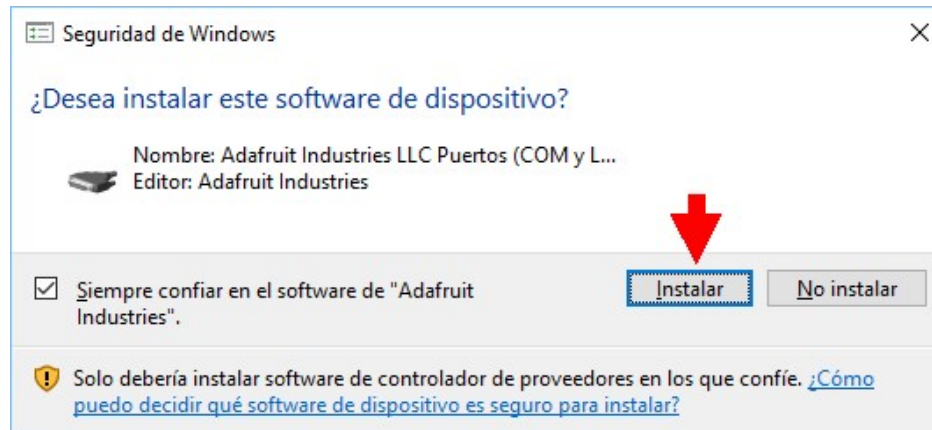 Seguridad de Windows
¿Desea instalar este software de dispositivo?
Nombre: Adafruit Industries LLC Puertos (COM y L...
Editor: Adafruit Industries
Siempre confiar en el software de "Adafruit
Industries".
Instalar
No instalar
Solo debería instalar software de controlador de proveedores en los que confíe. ¿Cómo
puedo decidir qué software de dispositivo es seguro para instalar?